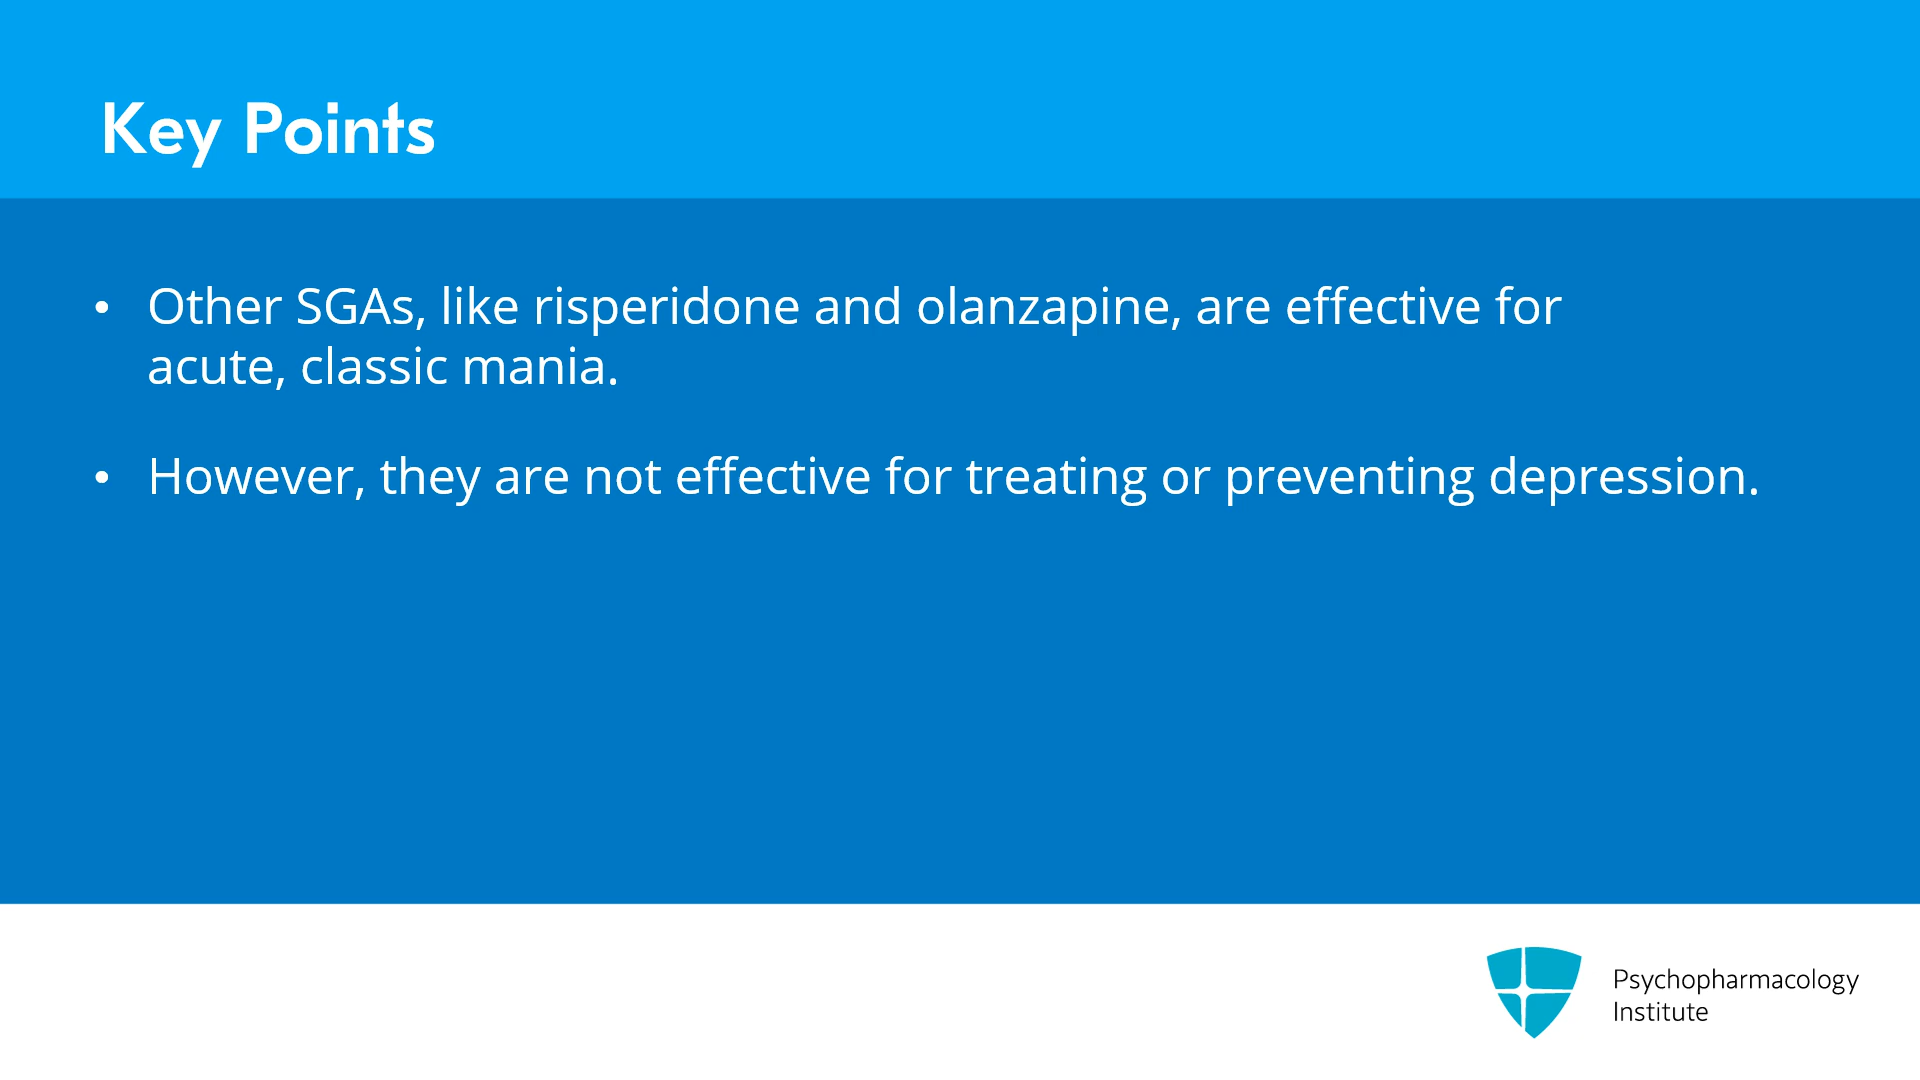 Key Points
• Other SGAs, like risperidone and olanzapine, are effective for
acute, classic mania.
• However, they are not effective for treating or preventing depression.
Psychopharmacology
Institute